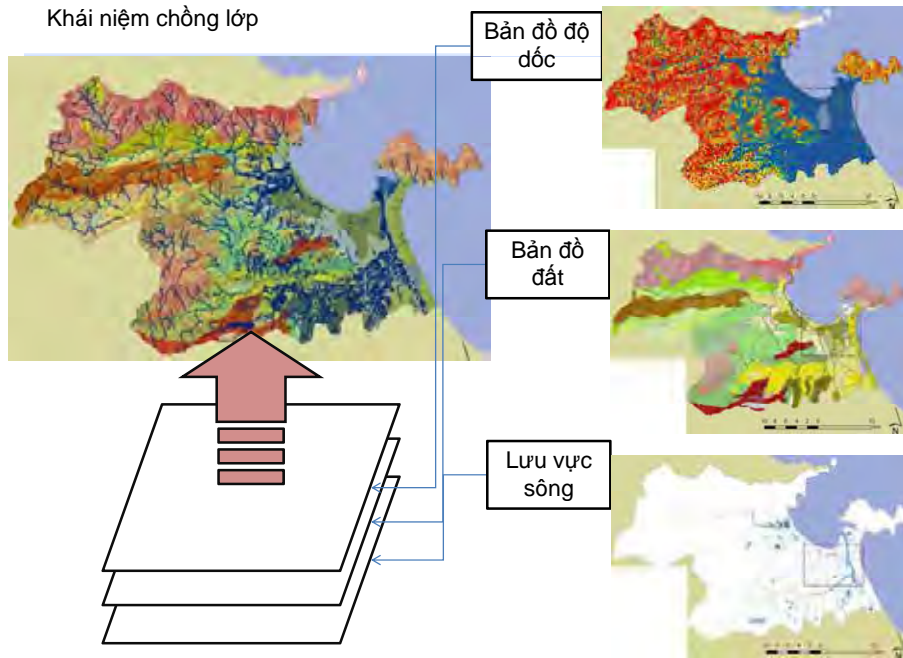 Khái niệm chồng lớp
Bản đồ độ
dốc
Bản đồ
đất
Lưu vực
sông
N
N
N